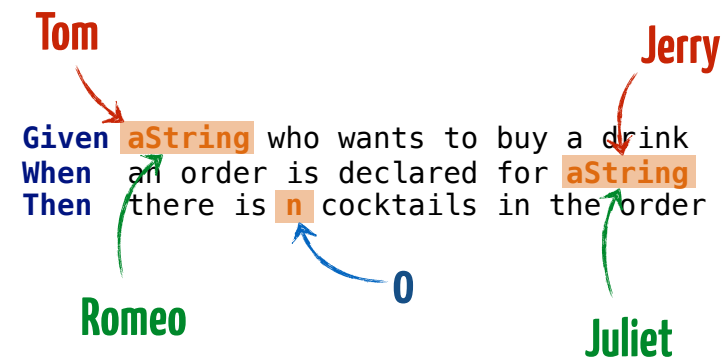 Tom
Jerry
Given aString who wants to buy a drink
When an order is declared for aString
Then there is n cocktails in the order
0
Romeo
Juliet